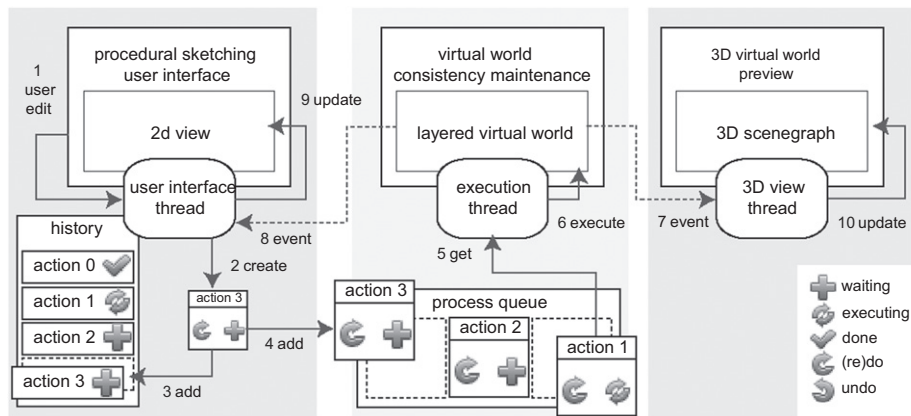 procedural sketching
user interface
virtual world
consistency maintenance
3D virtual world
preview
1
user
edit
9 update
2d view
layered virtual world
3D scenegraph
user interface
thread
execution
thread
3D view
thread
6 execute
7 event
10 update
8 event
5 get
history
action 0
action 1
action 2
action 3
2 create
action 3
3 add
4 add
process queue
action 3
action 2
action 1
waiting
executing
done
(re)do
undo